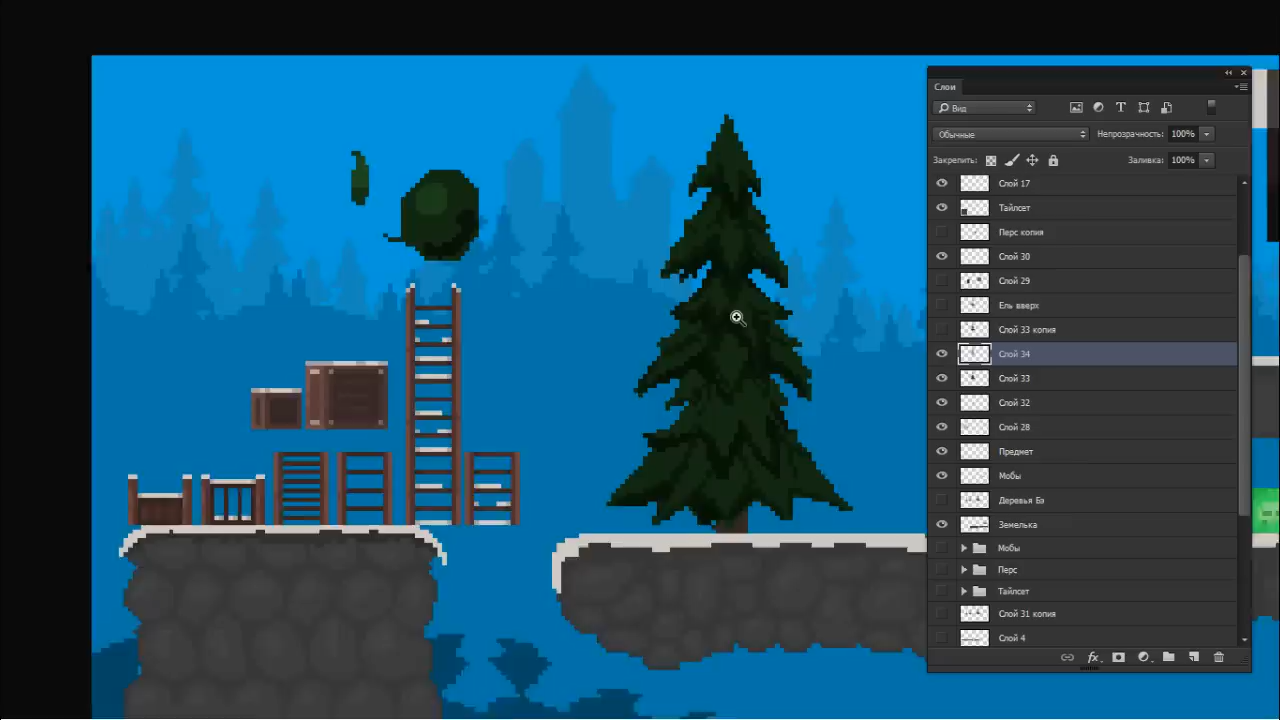 Слои
Вид
Обычные Непрозрачность: 100%
Закрепить: Заливка: 100%
Слой 17
Тайлсет
Перс копия
Слой 30
Слой 29
Ель вверх
Слой 33 копия
Слой 34
Слой 33
Слой 32
Слой 28
Предмет
Мобы
Деревья Бэ
Земелька
Мобы
Перс
Тайлсет
Слой 31 копия
Слой 4
fx